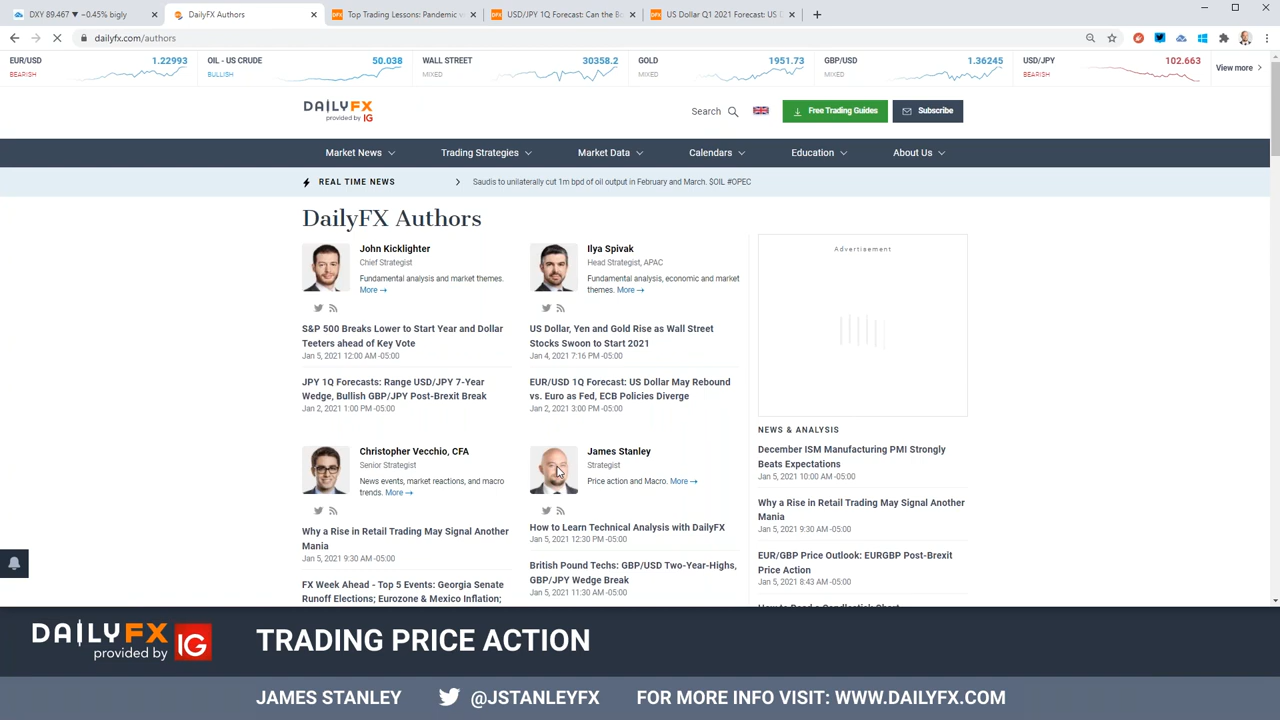 DXY 89.467 ▼ −0.45% bigly
DailyFX Authors
Top Trading Lessons: Pandemic
USD/JPY 1Q Forecast: Can the Bo
US Dollar Q1 2021 Forecast: US D
dailyfx.com/authors
EUR/USD 1.22993
BEARISH
OIL - US CRUDE 50.038
BULLISH
WALL STREET 30358.2
MIXED
GOLD 1951.73
MIXED
GBP/USD 1.36245
MIXED
USD/JPY 102.663
BEARISH
View more
DAILYFX
provided by IG
Search
Free Trading Guides
Subscribe
Market News
Trading Strategies
Market Data
Calendars
Education
About Us
REAL TIME NEWS
Saudis to unilaterally cut 1m bpd of oil output in February and March. $OIL #OPEC
DailyFX Authors
John Kicklighter
Chief Strategist
Fundamental analysis and market themes.
More →
S&P 500 Breaks Lower to Start Year and Dollar
Teeters ahead of Key Vote
Jan 5, 2021 12:00 AM -05:00
JPY 1Q Forecasts: Range USD/JPY 7-Year
Wedge, Bullish GBP/JPY Post-Brexit Break
Jan 2, 2021 1:00 PM -05:00
Ilya Spivak
Head Strategist, APAC
Fundamental analysis, economic and market
themes. More →
US Dollar, Yen and Gold Rise as Wall Street
Stocks Swoon to Start 2021
Jan 4, 2021 7:16 PM -05:00
EUR/USD 1Q Forecast: US Dollar May Rebound
vs. Euro as Fed, ECB Policies Diverge
Jan 2, 2021 3:00 PM -05:00
Christopher Vecchio, CFA
Senior Strategist
News events, market reactions, and macro
trends. More →
Why a Rise in Retail Trading May Signal Another
Mania
Jan 5, 2021 9:30 AM -05:00
FX Week Ahead - Top 5 Events: Georgia Senate
Runoff Elections; Eurozone & Mexico Inflation;
James Stanley
Strategist
Price action and Macro. More →
How to Learn Technical Analysis with DailyFX
Jan 5, 2021 12:30 PM -05:00
British Pound Techs: GBP/USD Two-Year-Highs,
GBP/JPY Wedge Break
Jan 5, 2021 11:30 AM -05:00
Advertisement
NEWS & ANALYSIS
December ISM Manufacturing PMI Strongly
Beats Expectations
Jan 5, 2021 10:00 AM -05:00
Why a Rise in Retail Trading May Signal Another
Mania
Jan 5, 2021 9:30 AM -05:00
EUR/GBP Price Outlook: EURGBP Post-Brexit
Price Action
Jan 5, 2021 8:43 AM -05:00
How to Read a Candlestick Chart
DAILYFX
provided by IG
TRADING PRICE ACTION
JAMES STANLEY
@JSTANLEYFX
FOR MORE INFO VISIT: WWW.DAILYFX.COM